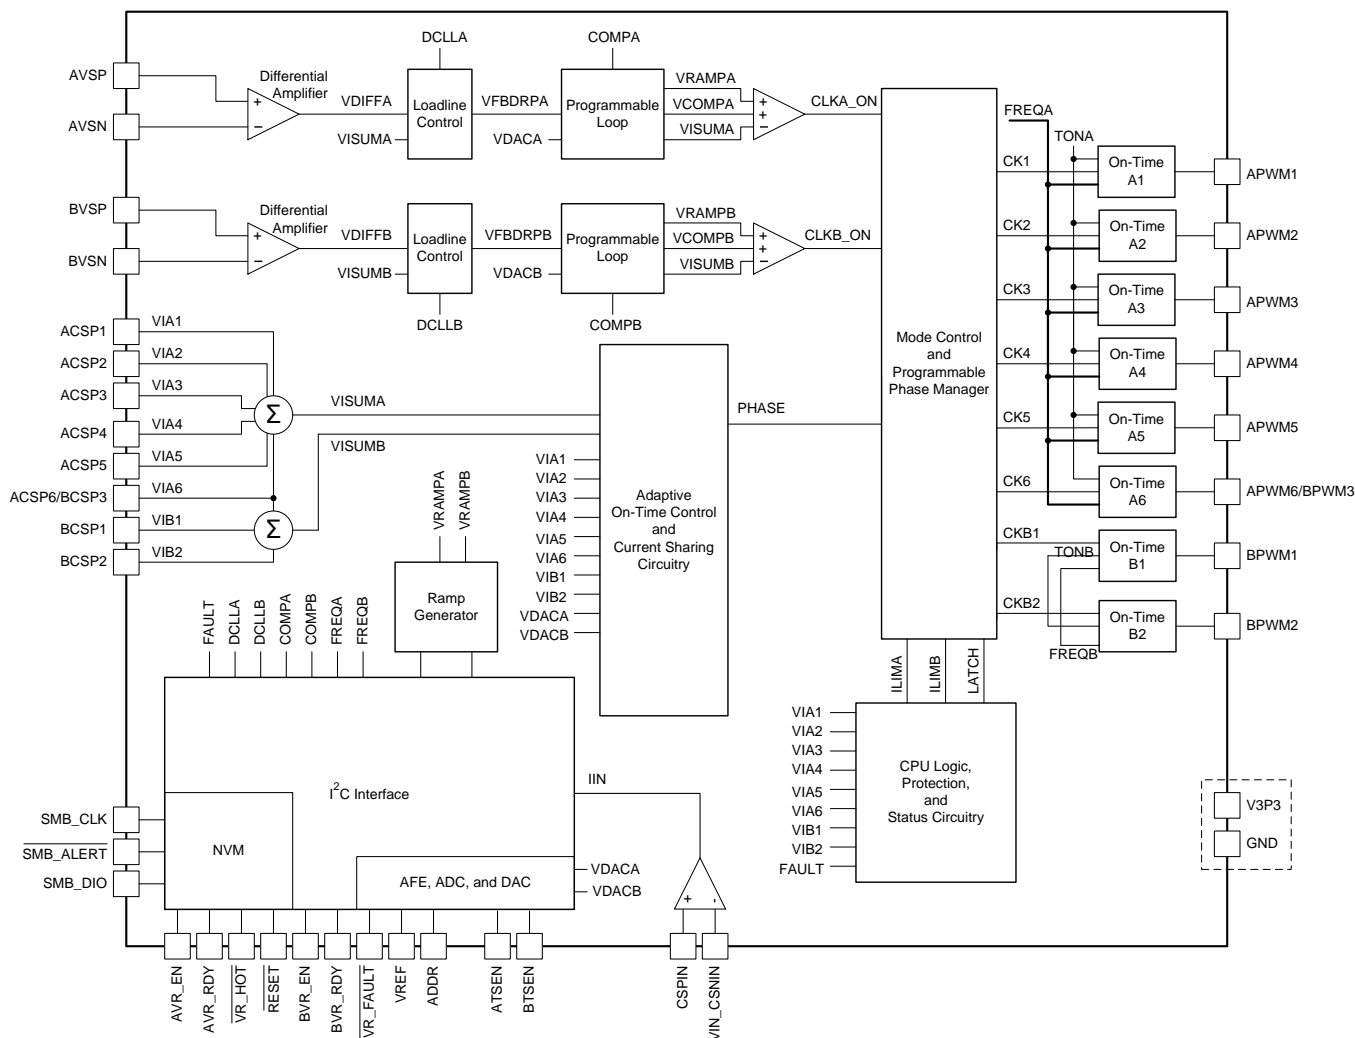 DCLLA
COMPA
AVSP
AVSN
Differential
Amplifier
+
−
VDIFFA
VISUMA
Loadline
Control
VFBDRPA
VDACA
Programmable
Loop
VRAMPA
VCOMPA
VISUMA
+
+
−
CLKA_ON
FREQA
TONA
CK1
On-Time
A1
APWM1
BVSP
BVSN
Differential
Amplifier
+
−
VDIFFB
VISUMB
Loadline
Control
VFBDRPB
VDACB
Programmable
Loop
VRAMPB
VCOMPB
VISUMB
+
+
−
CLKB_ON
DCLLB
COMPB
CK2
On-Time
A2
APWM2
CK3
On-Time
A3
APWM3
Mode Control
and
Programmable
Phase Manager
CK4
On-Time
A4
APWM4
CK5
On-Time
A5
APWM5
CK6
On-Time
A6
APWM6/BPWM3
CKB1
TONB
On-Time
B1
BPWM1
CKB2
On-Time
B2
FREQB
BPWM2
ACSP1
VIA1
ACSP2
VIA2
ACSP3
VIA3
ACSP4
VIA4
ACSP5
VIA5
ACSP6/BCSP3
VIA6
BCSP1
VIB1
BCSP2
VIB2
Σ
Σ
VISUMA
VISUMB
PHASE
VIA1
VIA2
VIA3
VIA4
VIA5
VIA6
VIB1
VIB2
VDACA
VDACB
Adaptive
On-Time Control
and
Current Sharing
Circuitry
VRAMPA
VRAMPB
Ramp
Generator
FAULT
DCLLA
DCLLB
COMPA
COMPB
FREQA
FREQB
ILIMA
ILIMB
LATCH
VIA1
VIA2
VIA3
VIA4
VIA5
VIA6
VIB1
VIB2
FAULT
CPU Logic,
Protection,
and
Status Circuitry
I2C Interface
IIN
SMB_CLK
SMB_ALERT
SMB_DIO
NVM
AFE, ADC, and DAC
VDACA
VDACB
+
-
V3P3
GND
AVR_EN
AVR_RDY
VR_HOT
RESET
BVR_EN
BVR_RDY
VR_FAULT
VREF
ADDR
ATSEN
BTSEN
CSPIN
VIN_CSNIN